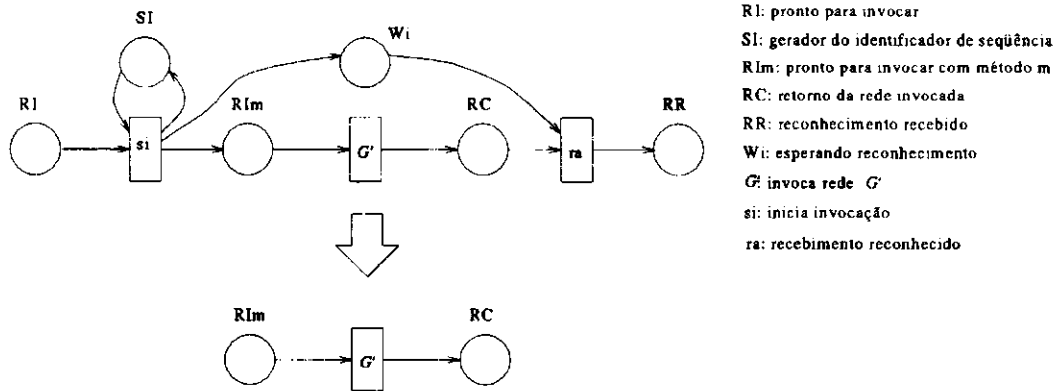 SI
Wi
RI
RIm
RC
RR
si
G'
ra
RIm
RC
G'
RI: pronto para invocar
SI: gerador do identificador de seqüência
RIm: pronto para invocar com método m
RC: retorno da rede invocada
RR: reconhecimento recebido
Wi: esperando reconhecimento
G': invoca rede G'
si: inicia invocação
ra: recebimento reconhecido